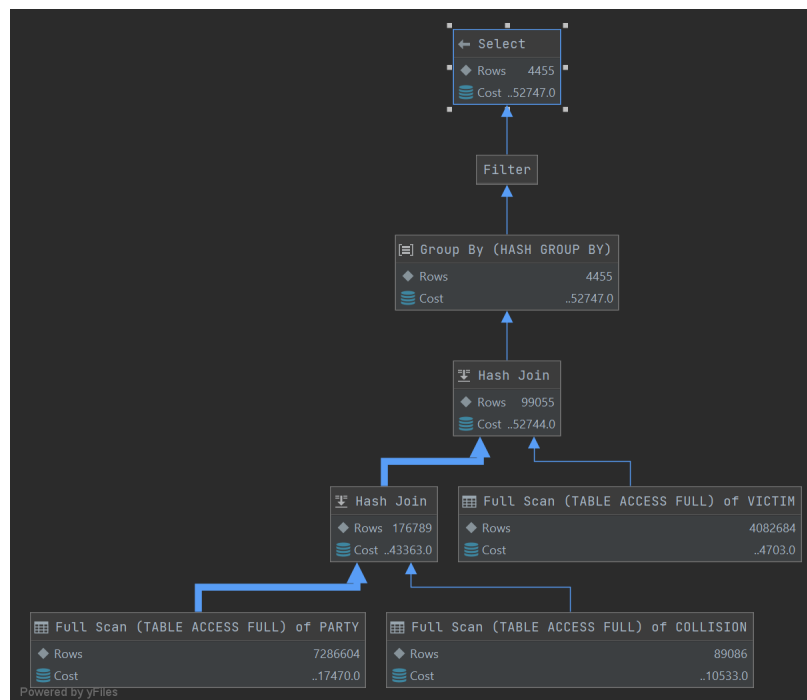 Select
Rows 4455
Cost ..52747.0
Filter
Group By (HASH GROUP BY)
Rows 4455
Cost ..52747.0
Hash Join
Rows 99055
Cost ..52744.0
Hash Join
Rows 176789
Cost ..43363.0
Full Scan (TABLE ACCESS FULL) of VICTIM
Rows 4082684
Cost ..4703.0
Full Scan (TABLE ACCESS FULL) of PARTY
Rows 7286604
Cost ..17470.0
Full Scan (TABLE ACCESS FULL) of COLLISION
Rows 89086
Cost ..10533.0
Powered by yFiles